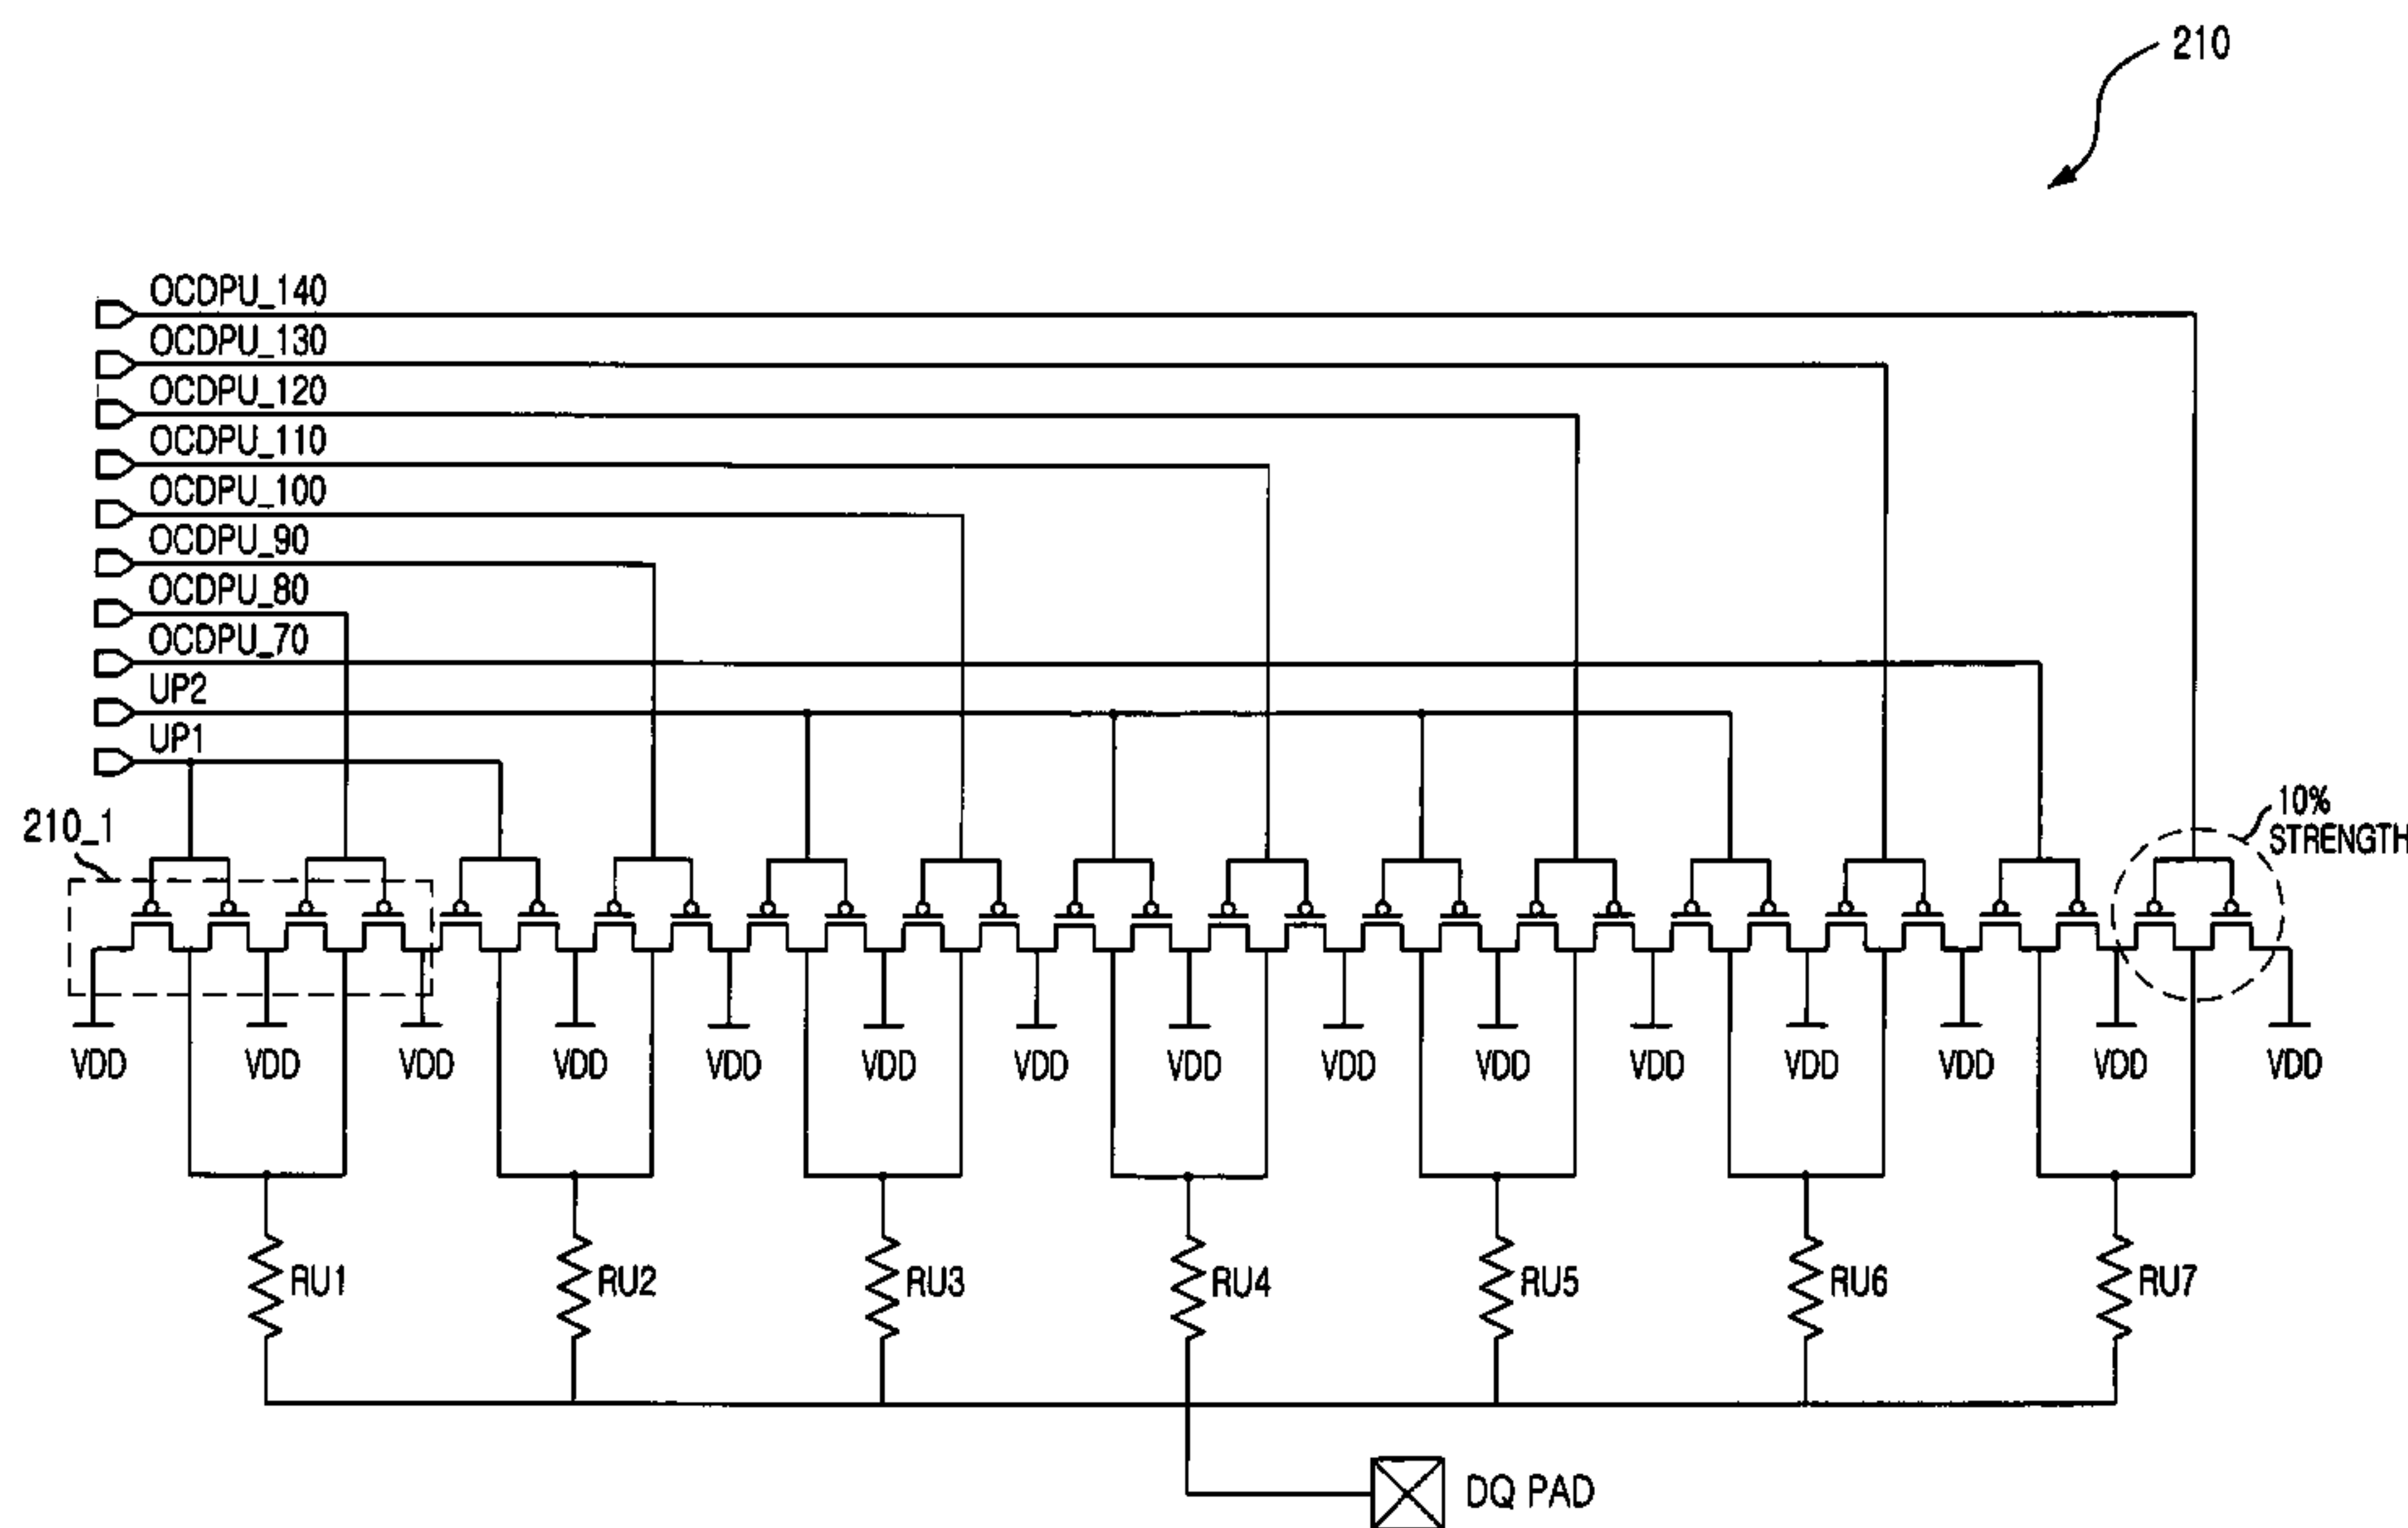 210
OCDPU_140
OCDPU_130
OCDPU_120
OCDPU_110
OCDPU_100
OCDPU_90
OCDPU_80
OCDPU_70
UP2
UP1
210_1
10%
STRENGTH
VDD VDD VDD VDD VDD VDD VDD VDD VDD VDD VDD VDD VDD VDD VDD
RU1 RU2 RU3 RU4 RU5 RU6 RU7
DQ PAD